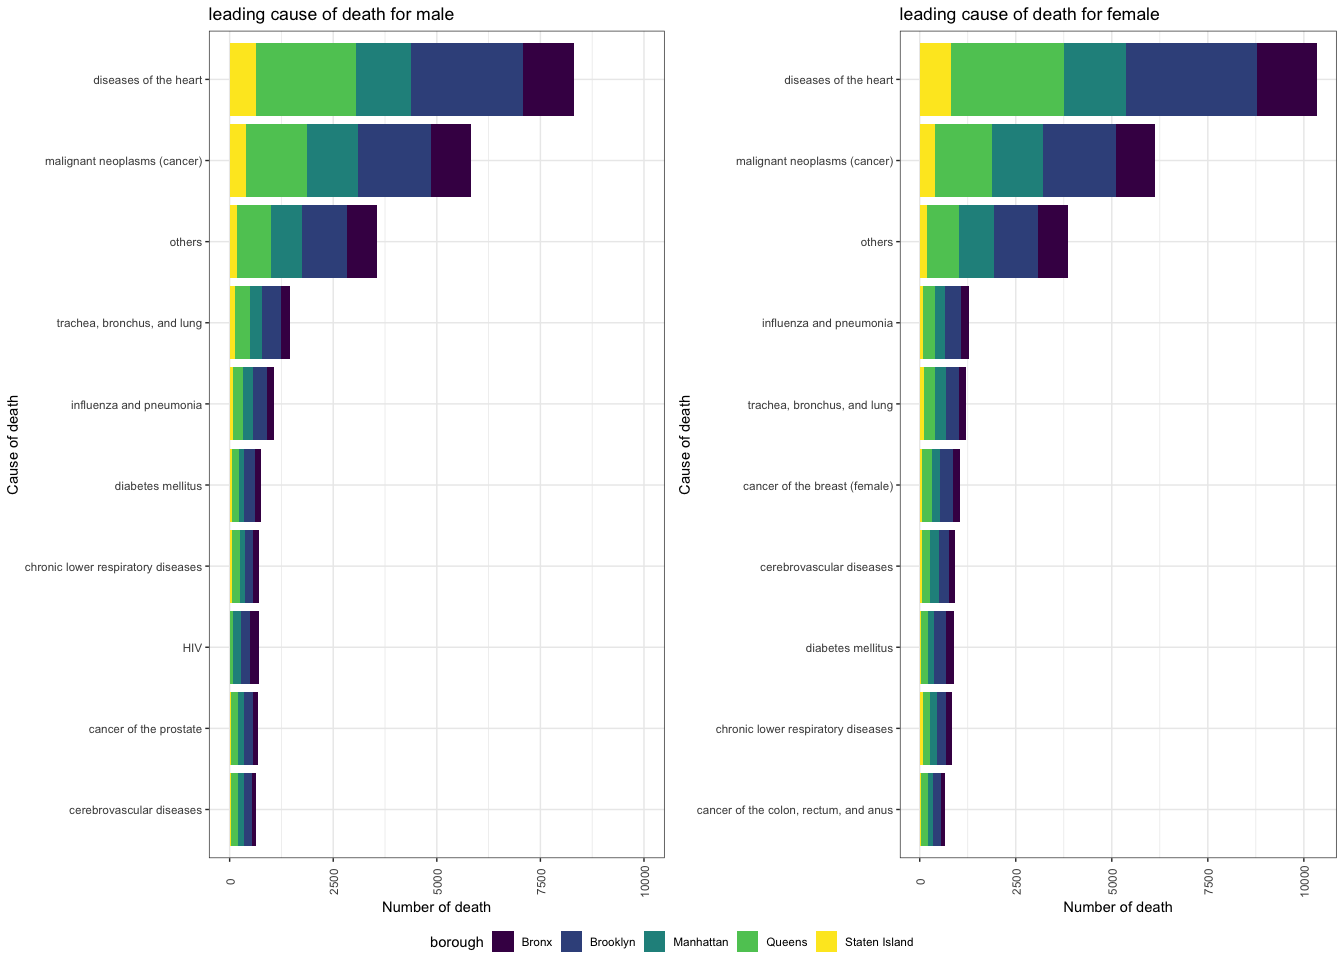 leading cause of death for male
Cause of death
diseases of the heart
malignant neoplasms (cancer)
others
trachea, bronchus, and lung
influenza and pneumonia
diabetes mellitus
chronic lower respiratory diseases
HIV
cancer of the prostate
cerebrovascular diseases
0
2500
5000
7500
10000
Number of death
leading cause of death for female
Cause of death
diseases of the heart
malignant neoplasms (cancer)
others
influenza and pneumonia
trachea, bronchus, and lung
cancer of the breast (female)
cerebrovascular diseases
diabetes mellitus
chronic lower respiratory diseases
cancer of the colon, rectum, and anus
0
2500
5000
7500
10000
Number of death
borough Bronx Brooklyn Manhattan Queens Staten Island